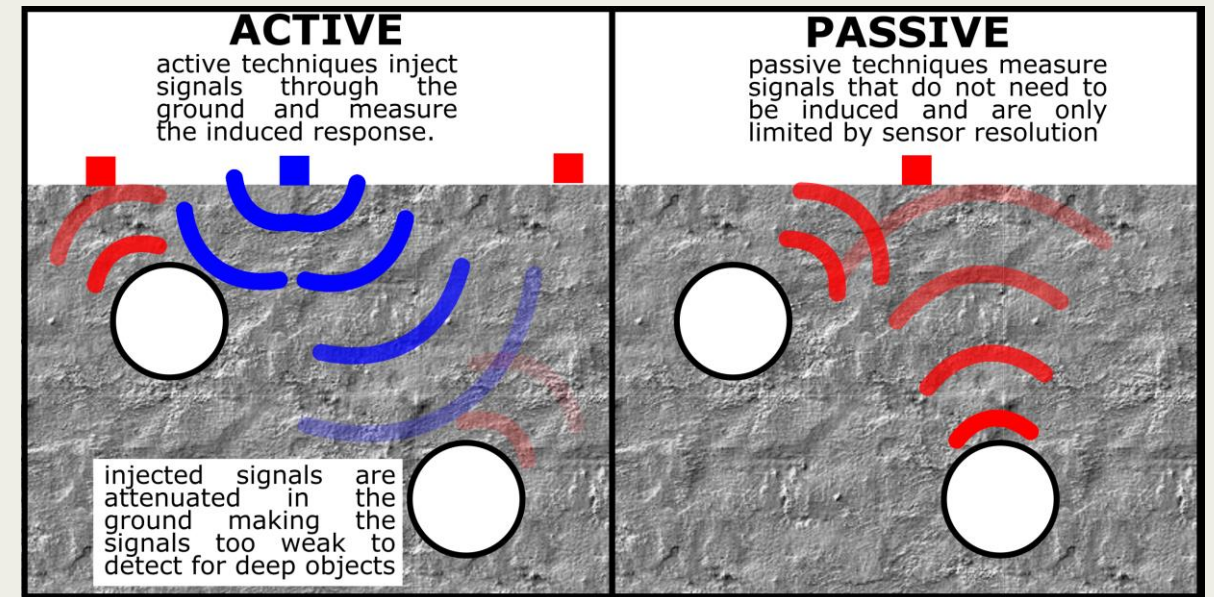 ACTIVE
active techniques inject
signals through the
ground and measure
the induced response.
injected signals are
attenuated in the
ground making the
signals too weak to
detect for deep objects
PASSIVE
passive techniques measure
signals that do not need to
be induced and are only
limited by sensor resolution